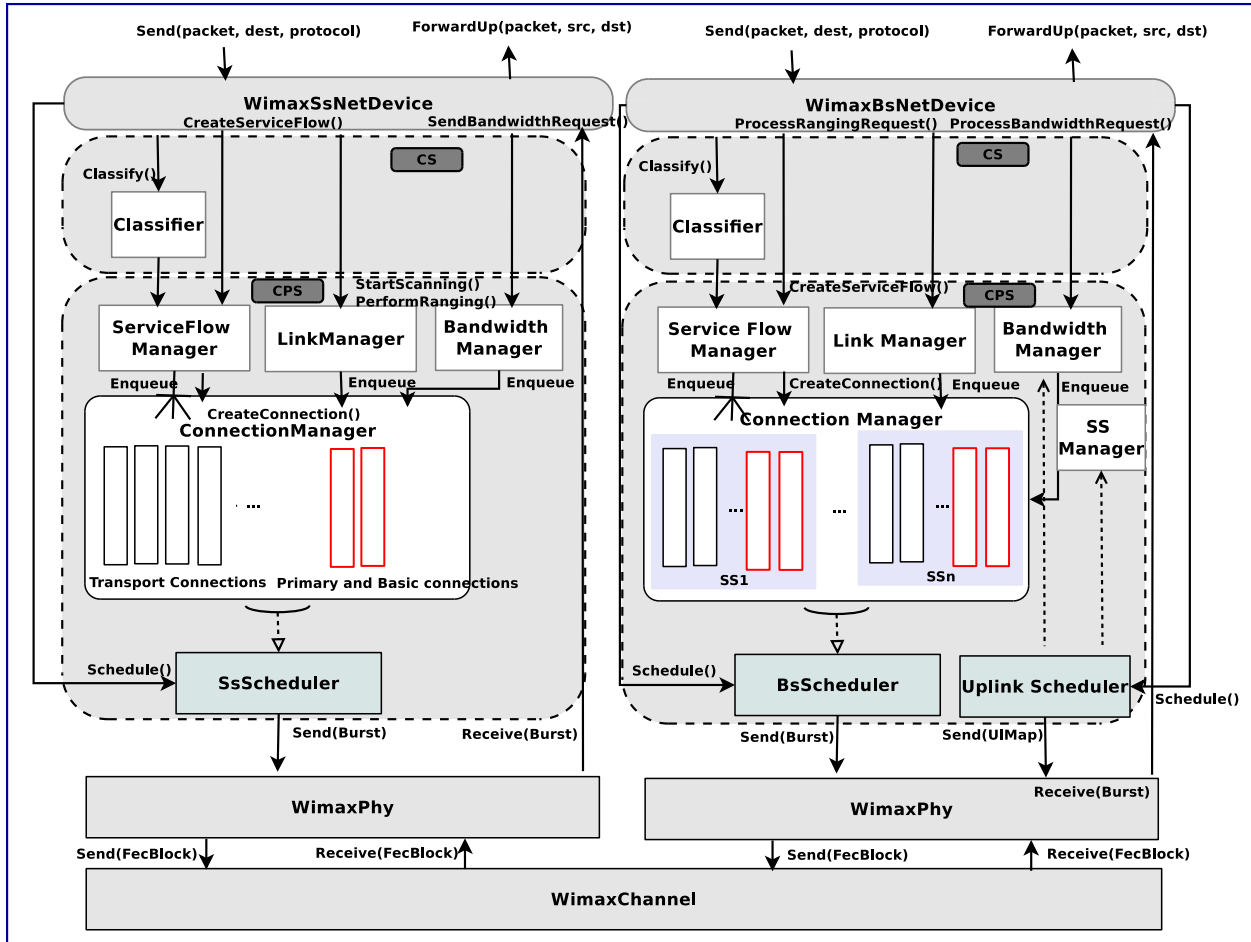 Send(packet, dest, protocol)
ForwardUp(packet, src, dst)
WimaxSsNetDevice
CreateServiceFlow()
SendBandwidthRequest()
CS
Classify()
Classifier
CPS
StartScanning()
PerformRanging()
ServiceFlow
Manager
LinkManager
Bandwidth
Manager
Enqueue
Enqueue
Enqueue
CreateConnection()
ConnectionManager
. ...
Transport Connections
Primary and Basic connections
Schedule()
SsScheduler
Send(Burst)
Receive(Burst)
WimaxPhy
Send(FecBlock)
Receive(FecBlock)
Send(packet, dest, protocol)
ForwardUp(packet, src, dst)
WimaxBsNetDevice
ProcessRangingRequest()
ProcessBandwidthRequest()
CS
Classify()
Classifier
CreateServiceFlow()
CPS
Service Flow
Manager
Link Manager
Bandwidth
Manager
Enqueue
CreateConnection()
Enqueue
Enqueue
Connection Manager
SS
Manager
...
...
...
SS1
SSn
Schedule()
BsScheduler
Uplink Scheduler
Schedule()
Send(Burst)
Send(UlMap)
WimaxPhy
Receive(Burst)
Send(FecBlock)
Receive(FecBlock)
WimaxChannel